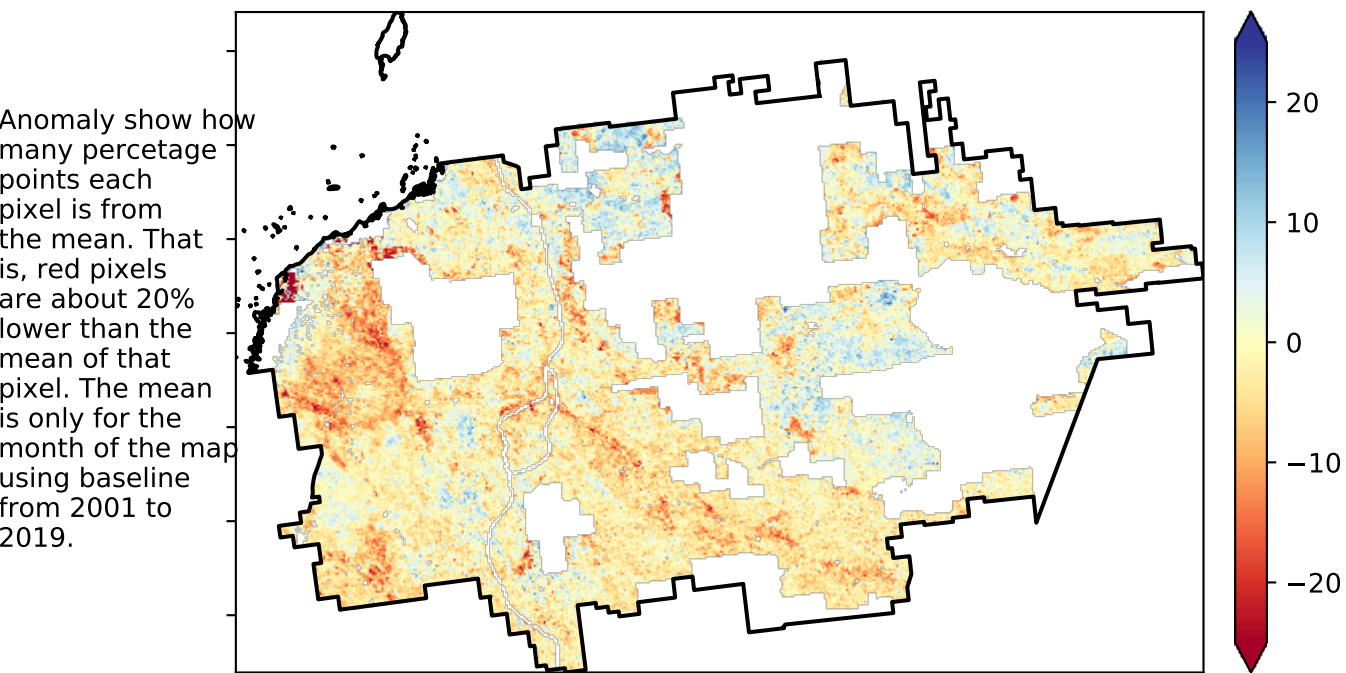 Anomaly show how
many percetage
points each
pixel is from
the mean. That
is, red pixels
are about 20%
lower than the
mean of that
pixel. The mean
is only for the
month of the map
using baseline
from 2001 to
2019.
20
10
0
−10
−20